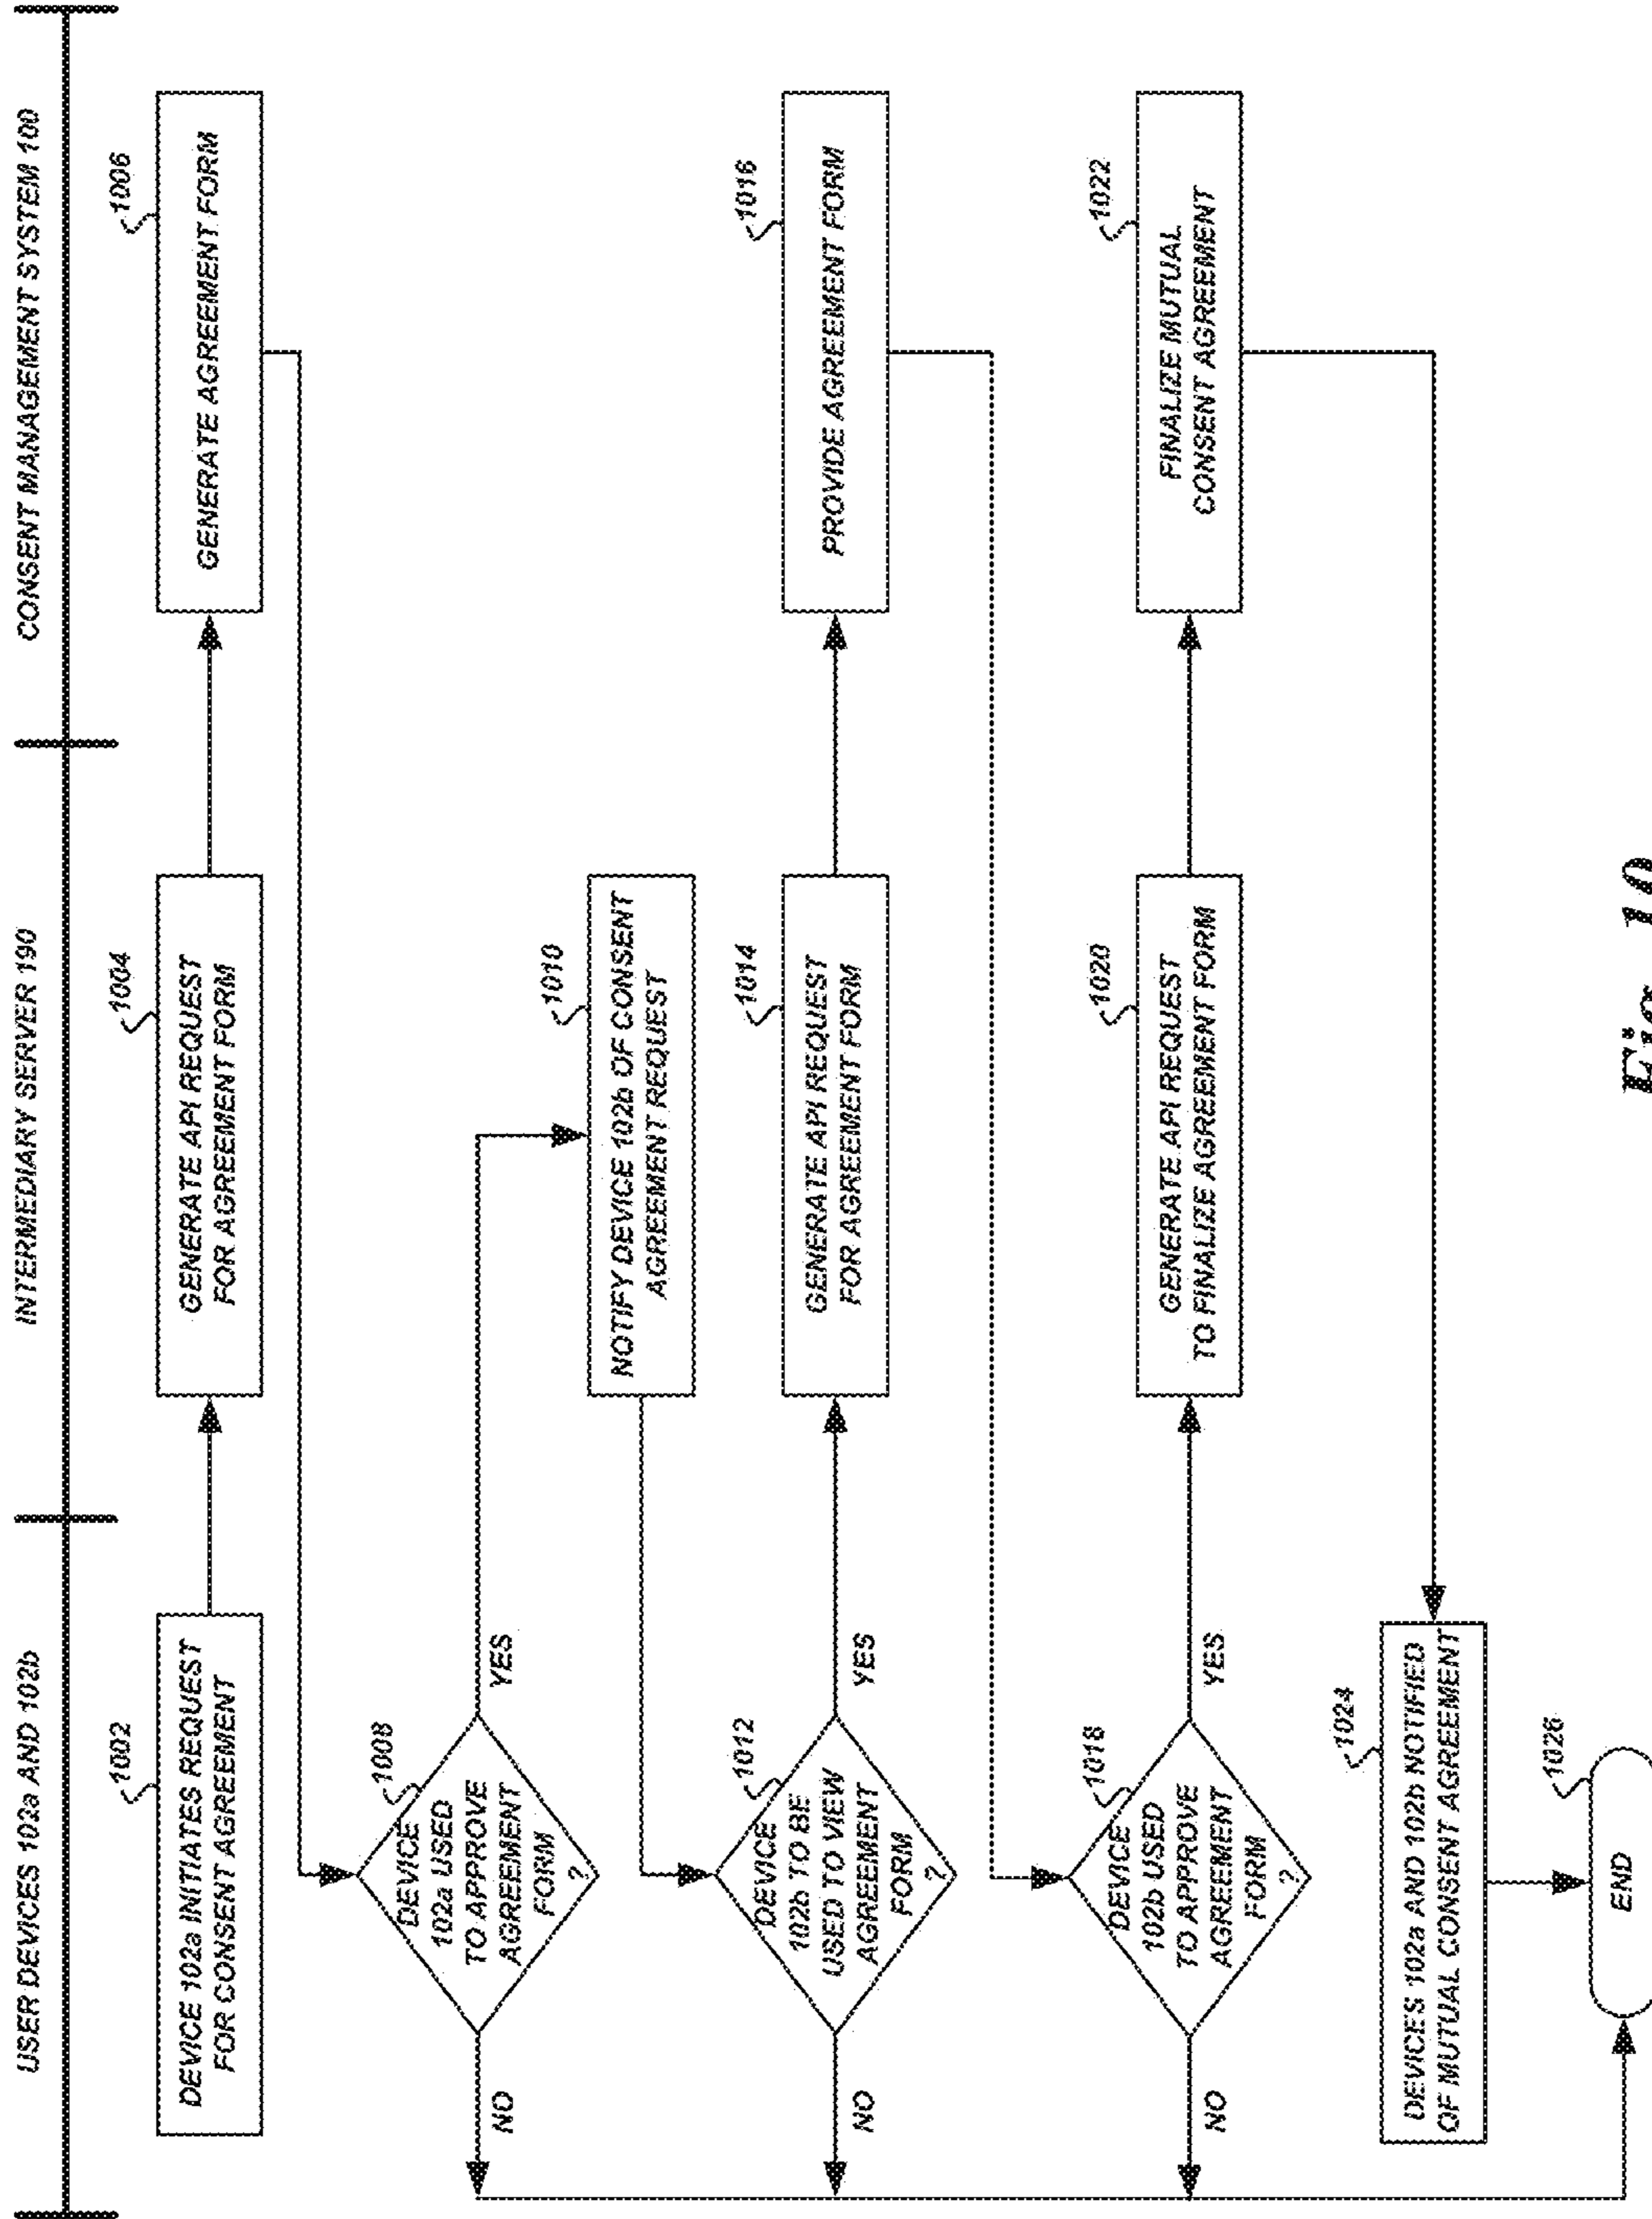 USER DEVICES 102a AND 102b
INTERMEDIARY SERVER 190
CONSENT MANAGEMENT SYSTEM 100
1002
DEVICE 102a INITIATES REQUEST
FOR CONSENT AGREEMENT
1004
GENERATE API REQUEST
FOR AGREEMENT FORM
1006
GENERATE AGREEMENT FORM
1008
DEVICE
102a USED
TO APPROVE
AGREEMENT
FORM
?
YES
NO
1010
NOTIFY DEVICE 102b OF CONSENT
AGREEMENT REQUEST
1012
DEVICE
102b TO BE
USED TO VIEW
AGREEMENT
FORM
?
YES
NO
1014
GENERATE API REQUEST
FOR AGREEMENT FORM
1016
PROVIDE AGREEMENT FORM
1018
DEVICE
102b USED
TO APPROVE
AGREEMENT
FORM
?
YES
NO
1020
GENERATE API REQUEST
TO FINALIZE AGREEMENT FORM
1022
FINALIZE MUTUAL
CONSENT AGREEMENT
1024
DEVICES 102a AND 102b NOTIFIED
OF MUTUAL CONSENT AGREEMENT
1026
END
Fig. 10